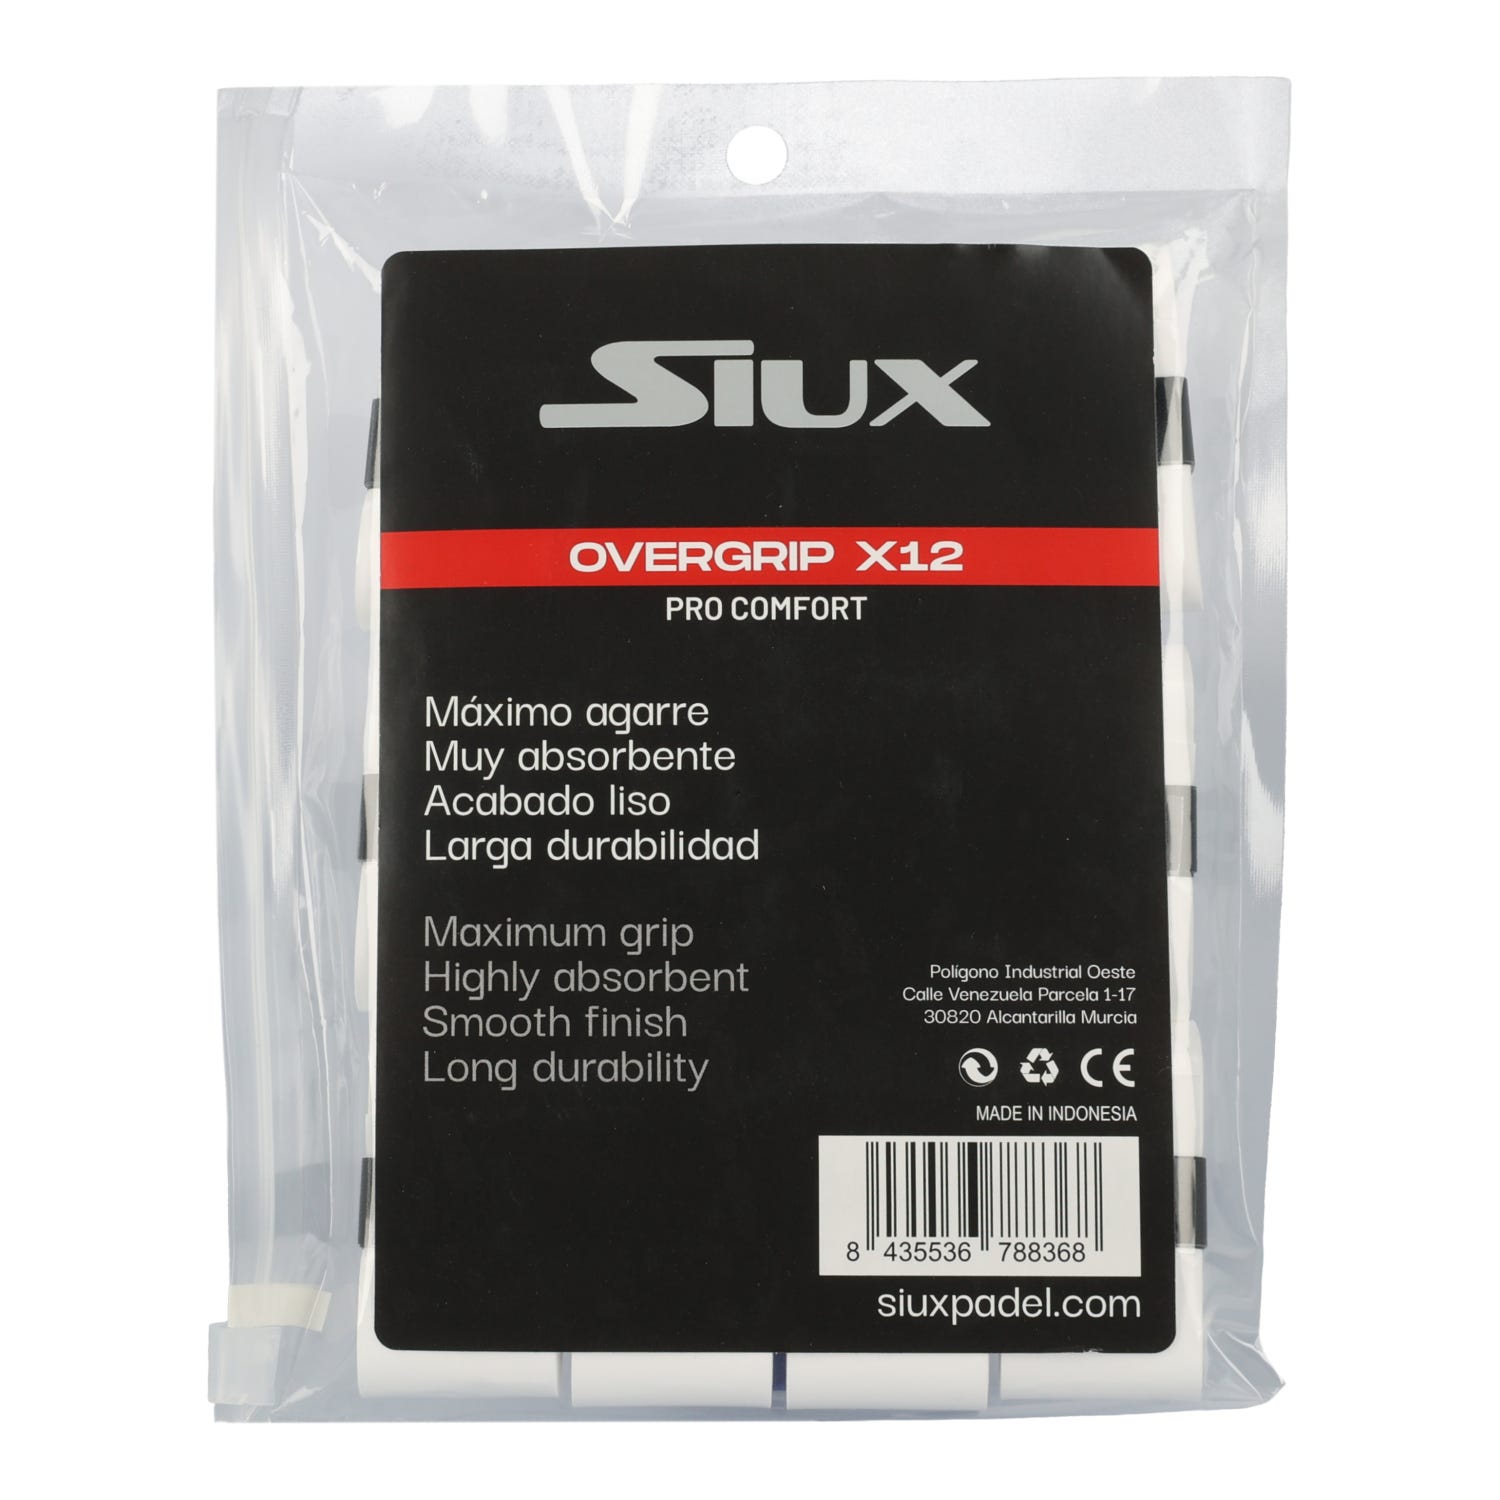 SIUX
OVERGRIP X12
PRO COMFORT
Máximo agarre
Muy absorbente
Acabado liso
Larga durabilidad
Maximum grip
Highly absorbent
Smooth finish
Long durability
Polígono Industrial Oeste
Calle Venezuela Parcela 1-17
30820 Alcantarilla Murcia
CE
MADE IN INDONESIA
8 435536 788368
siuxpadel.com